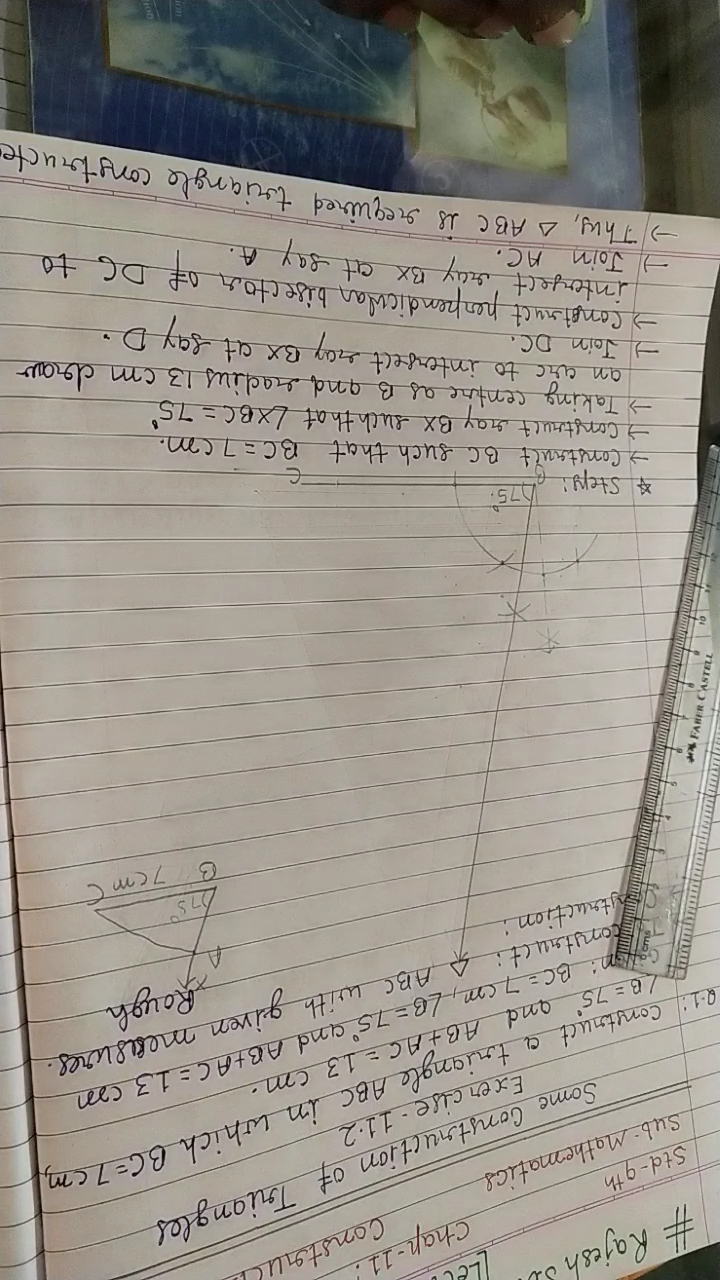 # Rajesh
Chap-11: Construc
Std-9th
Sub-Mathematics
Some Construction of Triangles
Exercise-11.2
Q.1: Construct a triangle ABC in which BC=7cm,
∠B=75° and AB+AC=13 cm.
BC=7cm, ∠B=75° and AB+AC=13 cm
construct: △ ABC with given measures.
Construction:
Rough
X
A
75°
B 7cm C
75°
B C
* Steps:
→ Construct BC such that BC=7cm.
→ Construct ray BX such that ∠XBC=75°
→ Taking centre as B and radius 13 cm draw
an arc to intersect ray BX at say D.
→ Join DC.
→ Construct perpendicular bisector of DC to
intersect ray BX at say A.
→ Join AC.
→ Thus, △ ABC is required triangle constructed
FABER CASTELL